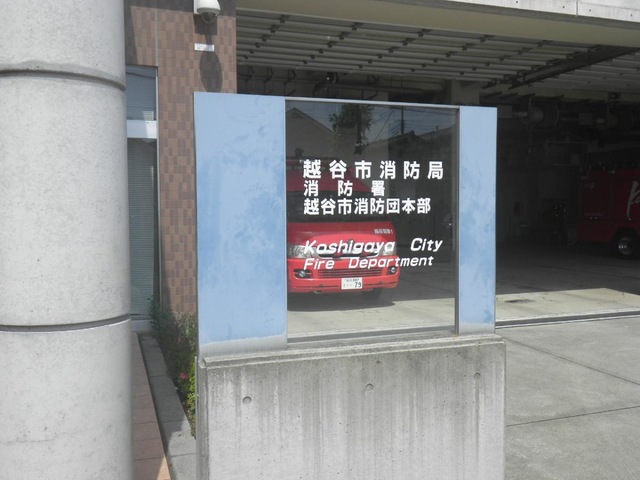 越谷市消防局
消防署
越谷市消防団本部
Koshigaya City
Fire Department
79